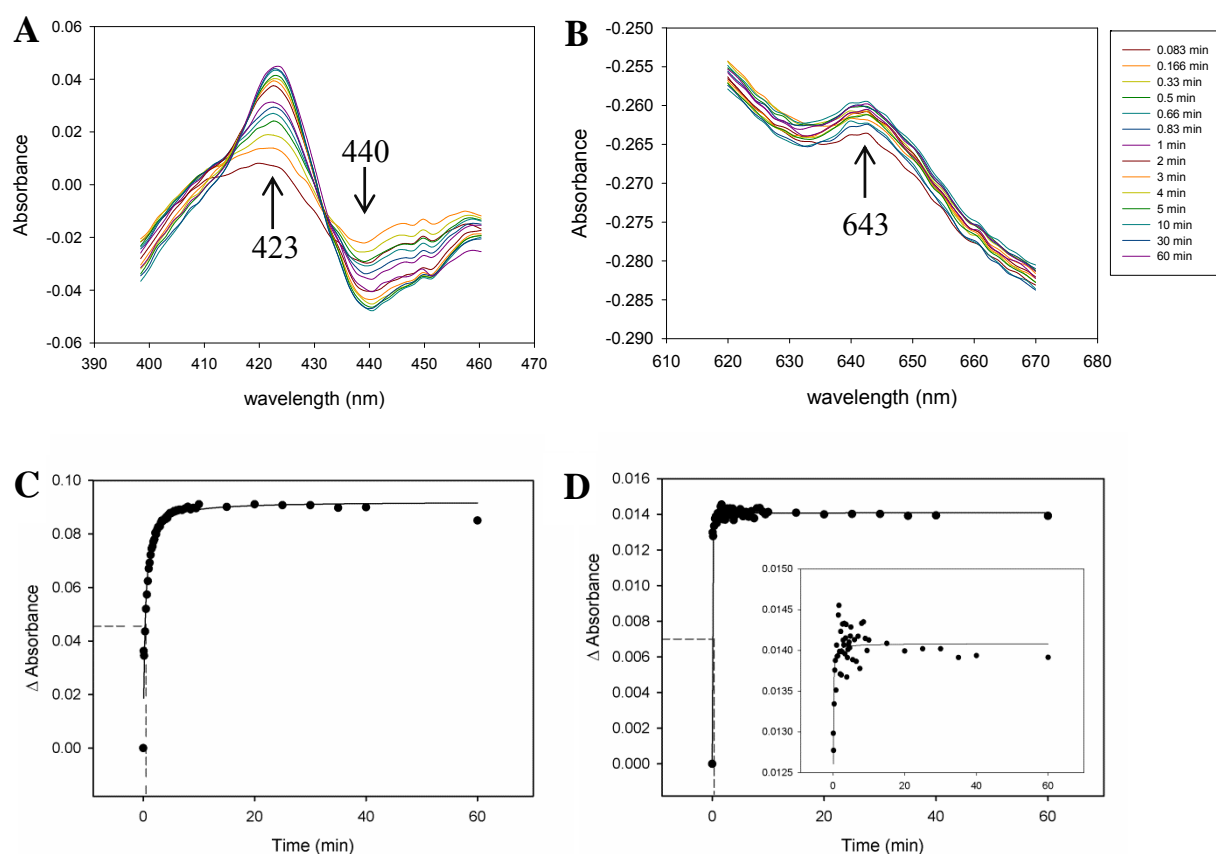 A
0.06
0.04
0.02
0.00
-0.02
-0.04
-0.06
Absorbance
440
423
390 400 410 420 430 440 450 460 470
wavelength (nm)
B
-0.250
-0.255
-0.260
-0.265
-0.270
-0.275
-0.280
-0.285
-0.290
Absorbance
643
610 620 630 640 650 660 670 680
wavelength (nm)
0.083 min
0.166 min
0.33 min
0.5 min
0.66 min
0.83 min
1 min
2 min
3 min
4 min
5 min
10 min
30 min
60 min
C
0.10
0.08
0.06
0.04
0.02
0.00
Δ Absorbance
0 20 40 60
Time (min)
D
0.016
0.014
0.012
0.010
0.008
0.006
0.004
0.002
0.000
Δ Absorbance
0.0150
0.0145
0.0140
0.0135
0.0130
0.0125
0 20 40 60
0 20 40 60
Time (min)